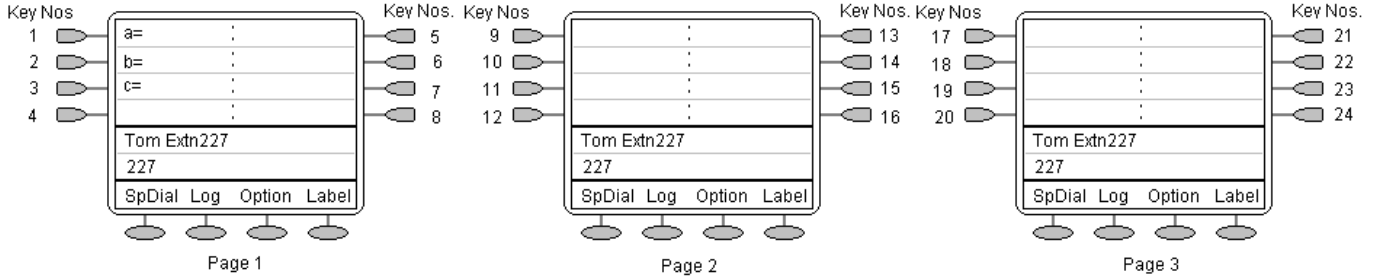 Key Nos
Key Nos.
1
a=
5
2
b=
6
3
c=
7
4
8
Tom Extn227
227
SpDial Log Option Label
Page 1
Key Nos
Key Nos.
9
13
10
14
11
15
12
16
Tom Extn227
227
SpDial Log Option Label
Page 2
Key Nos
Key Nos.
17
21
18
22
19
23
20
24
Tom Extn227
227
SpDial Log Option Label
Page 3